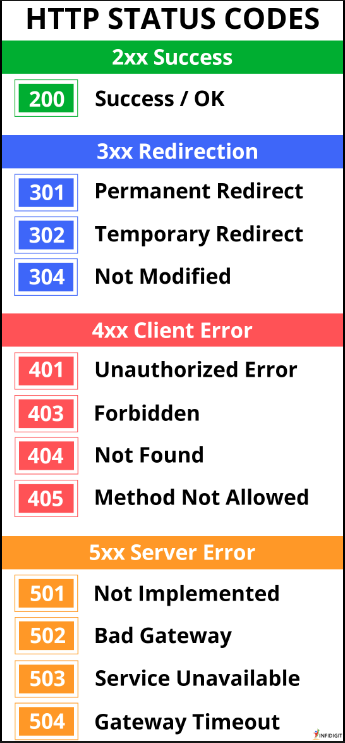 HTTP STATUS CODES
2xx Success
200 Success / OK
3xx Redirection
301 Permanent Redirect
302 Temporary Redirect
304 Not Modified
4xx Client Error
401 Unauthorized Error
403 Forbidden
404 Not Found
405 Method Not Allowed
5xx Server Error
501 Not Implemented
502 Bad Gateway
503 Service Unavailable
504 Gateway Timeout
INFIDIGIT